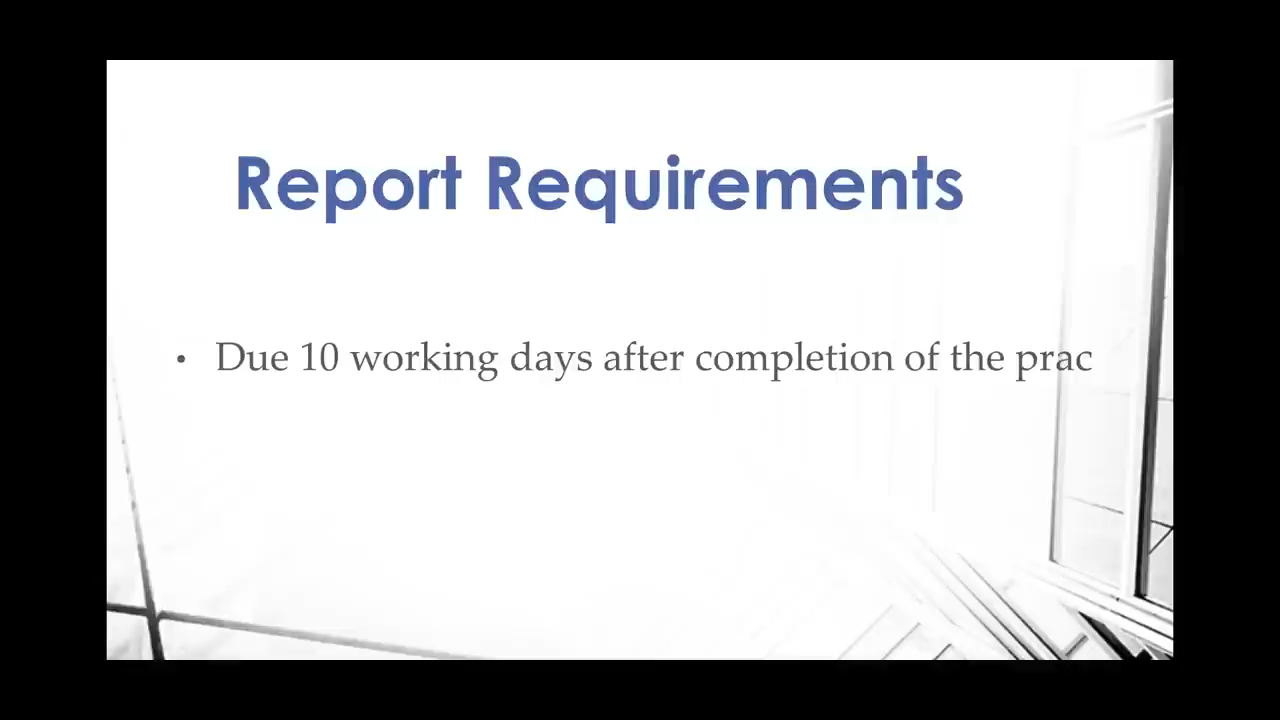 Report Requirements
• Due 10 working days after completion of the prac